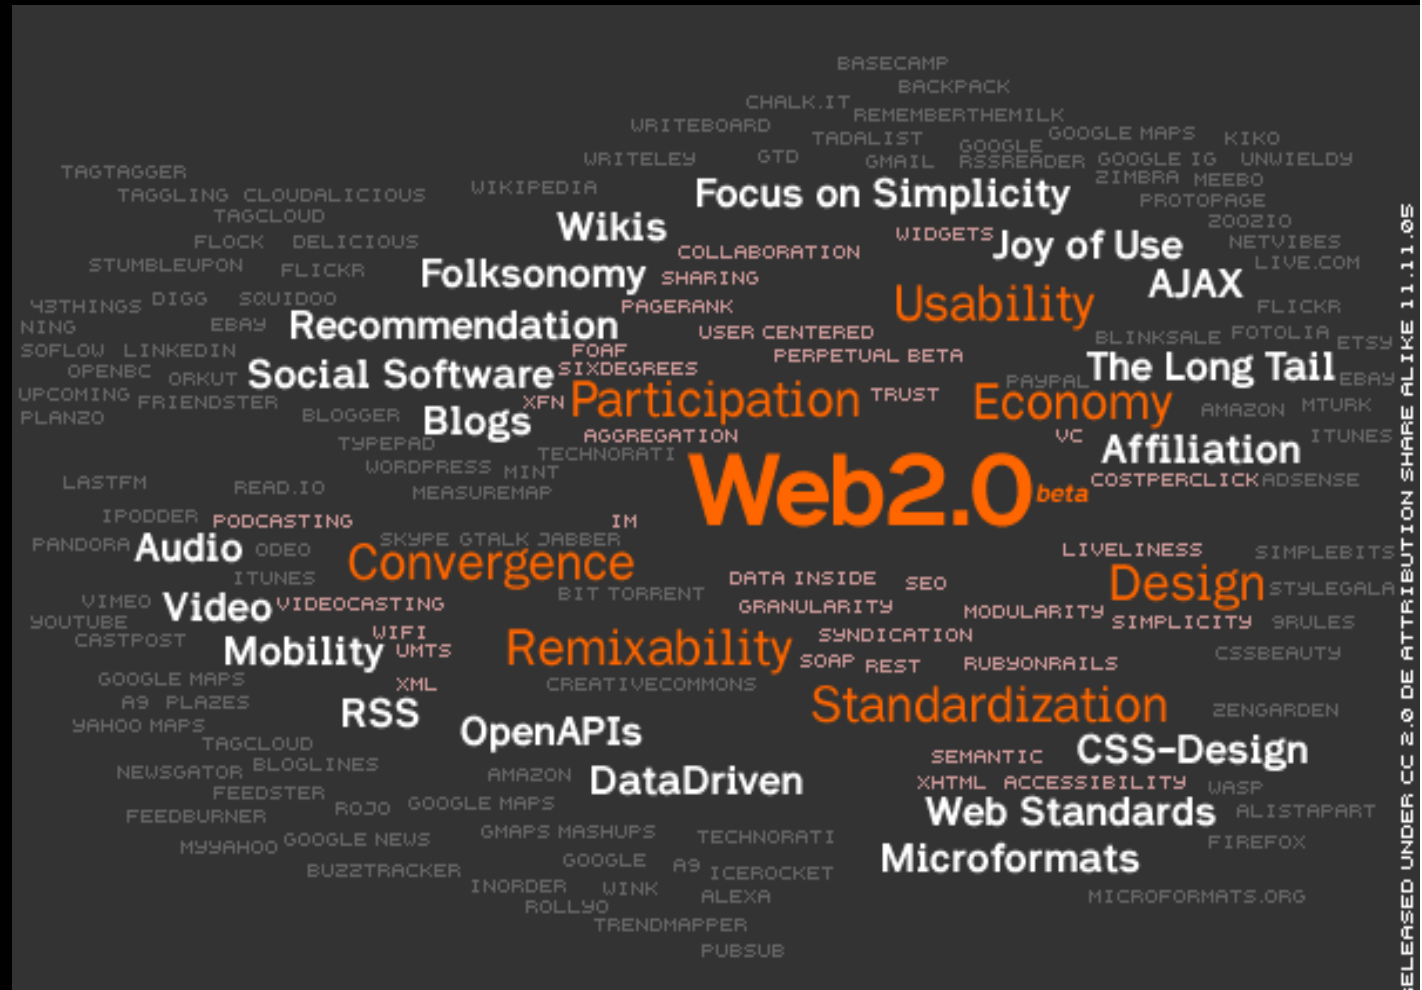 BASECAMP
BACKPACK
CHALK.IT
REMEMBERTHEMILK
WRITEBOARD
TADALIST
GOOGLE MAPS
KIKO
GOOGLE RSSREADER
WRITELEY
GTD
GMAIL
GOOGLE IG
UNWIELDY
TAGTAGGER
ZIMBRA
MEEBO
TAGGLING
CLOUDALICIOUS
WIKIPEDIA
Focus on Simplicity
PROTOPAGE
TAGCLOUD
Wikis
ZOOZIO
FLOCK
DELICIOUS
COLLABORATION
WIDGETS
Joy of Use
NETVIBES
STUMBLEUPON
FLICKR
Folksonomy
SHARING
AJAX
LIVE.COM
43THINGS
DIGG
SQUIDOO
PAGERANK
Usability
FLICKR
NING
EBAY
Recommendation
USER CENTERED
BLINKSALE
FOTOLIA
ETSY
SOFLOW
LINKEDIN
FOAF
PERPETUAL BETA
OPENBC
ORKUT
Social Software
SIXDEGREES
The Long Tail
PAYPAL
EBAY
UPCOMING
FRIENDSTER
XFN
Participation
TRUST
Economy
AMAZON
MTURK
PLANZO
BLOGGER
Blogs
AGGREGATION
VC
ITUNES
TYPEPAD
TECHNORATI
Affiliation
WORDPRESS
MINT
COSTPERCLICK
ADSENSE
LASTFM
READ.IO
MEASUREMAP
Web2.0
beta
IPODDER
PODCASTING
IM
PANDORA
Audio
ODEO
SKYPE
GTALK
JABBER
LIVELINESS
SIMPLEBITS
ITUNES
Convergence
DATA INSIDE
SEO
Design
STYLEGALA
VIMEO
Video
VIDEOCASTING
BIT TORRENT
GRANULARITY
MODULARITY
SIMPLICITY
9RULES
YOUTUBE
CASTPOST
Mobility
WIFI
UMTS
Remixability
SYNDICATION
SOAP
REST
RUBYONRAILS
CSSBEAUTY
GOOGLE MAPS
XML
CREATIVECOMMONS
A9
PLAZES
RSS
Standardization
ZENGARDEN
YAHOO MAPS
OpenAPIs
TAGCLOUD
SEMANTIC
CSS-Design
NEWSGATOR
BLOGLINES
AMAZON
DataDriven
XHTML
ACCESSIBILITY
WASP
FEEDSTER
ROJO
GOOGLE MAPS
Web Standards
ALISTAPART
FEEDBURNER
MYYAHOO
GOOGLE NEWS
GMAPS MASHUPS
TECHNORATI
FIREFOX
BUZZTRACKER
GOOGLE
A9
ICEROCKET
Microformats
INORDER
WINK
ALEXA
MICROFORMATS.ORG
ROLLYO
TRENDMAPPER
PUBSUB
ELEASED UNDER CC 2.0 DE ATTRIBUTION SHARE ALIKE 11.11.05